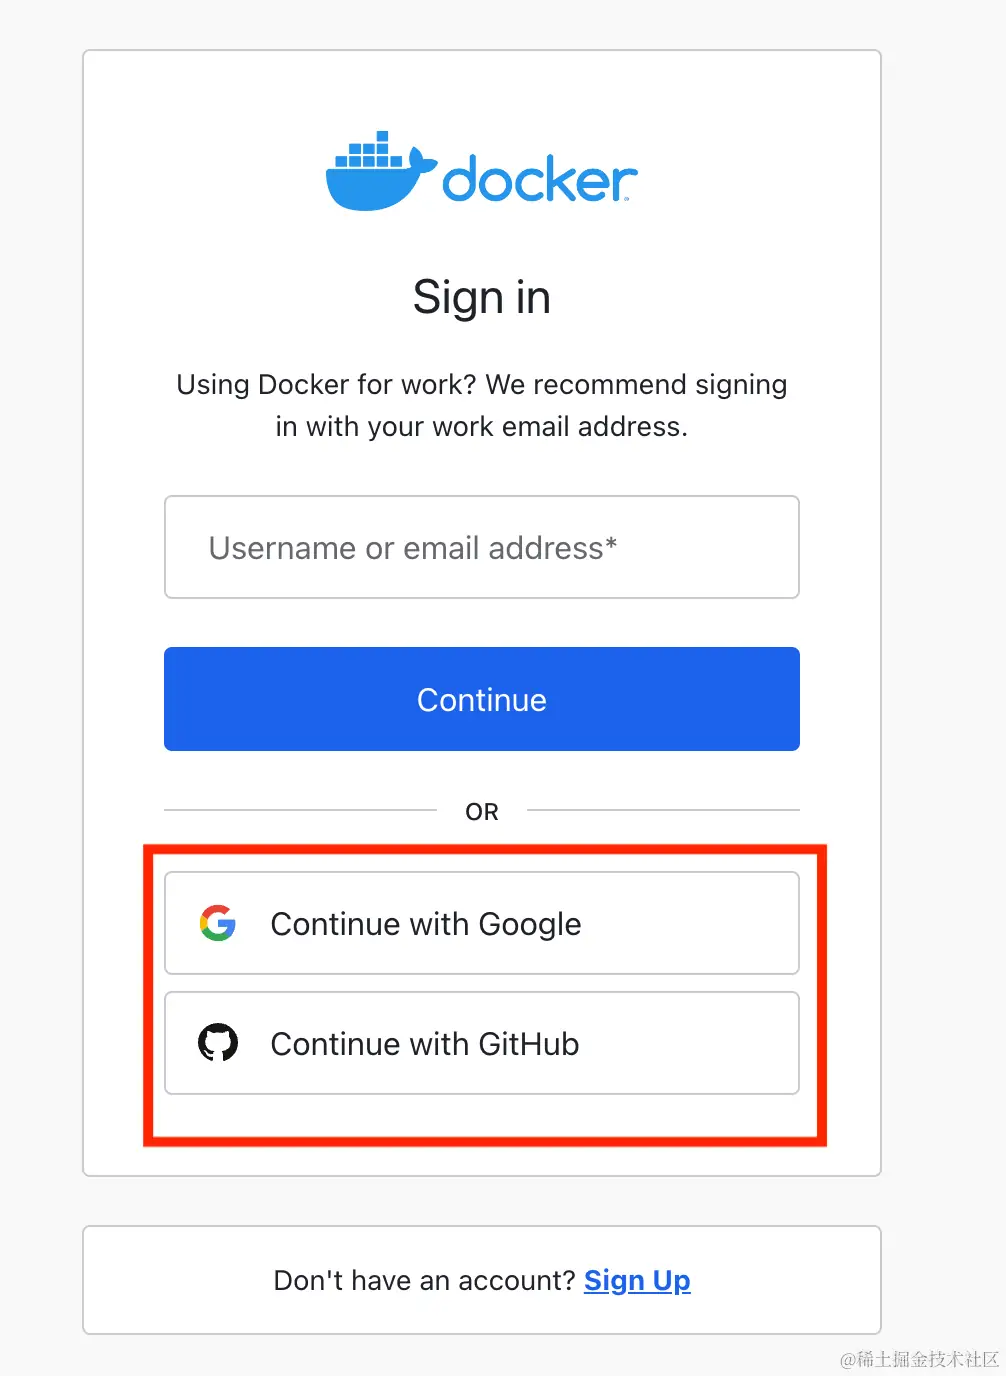 docker
Sign in
Using Docker for work? We recommend signing
in with your work email address.
Username or email address*
Continue
OR
Continue with Google
Continue with GitHub
Don't have an account? Sign Up
@稀土掘金技术社区